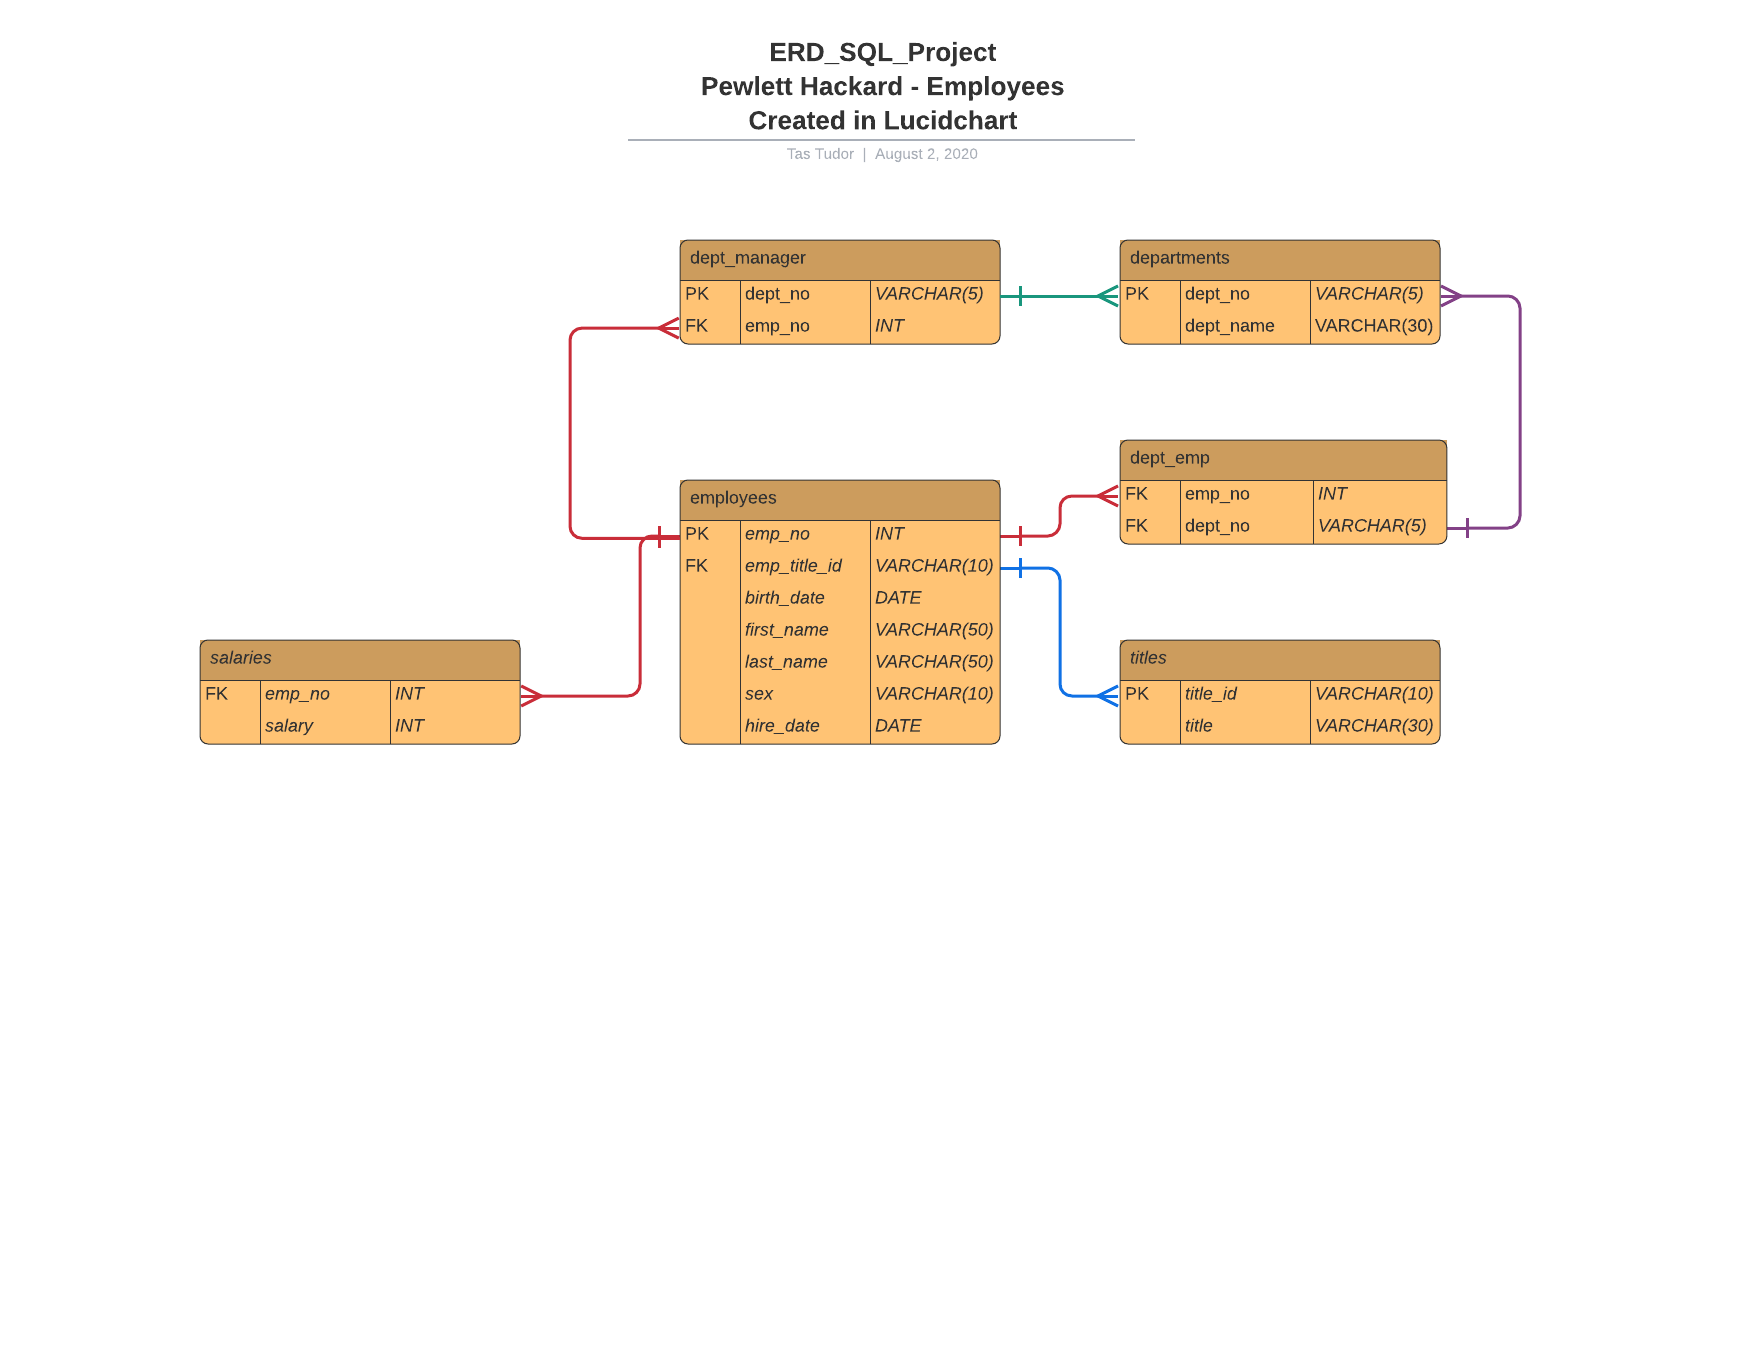 ERD_SQL_Project
Pewlett Hackard - Employees
Created in Lucidchart
Tas Tudor | August 2, 2020
dept_manager
PK dept_no VARCHAR(5)
FK emp_no INT
departments
PK dept_no VARCHAR(5)
dept_name VARCHAR(30)
dept_emp
FK emp_no INT
FK dept_no VARCHAR(5)
employees
PK emp_no INT
FK emp_title_id VARCHAR(10)
birth_date DATE
first_name VARCHAR(50)
last_name VARCHAR(50)
sex VARCHAR(10)
hire_date DATE
salaries
FK emp_no INT
salary INT
titles
PK title_id VARCHAR(10)
title VARCHAR(30)